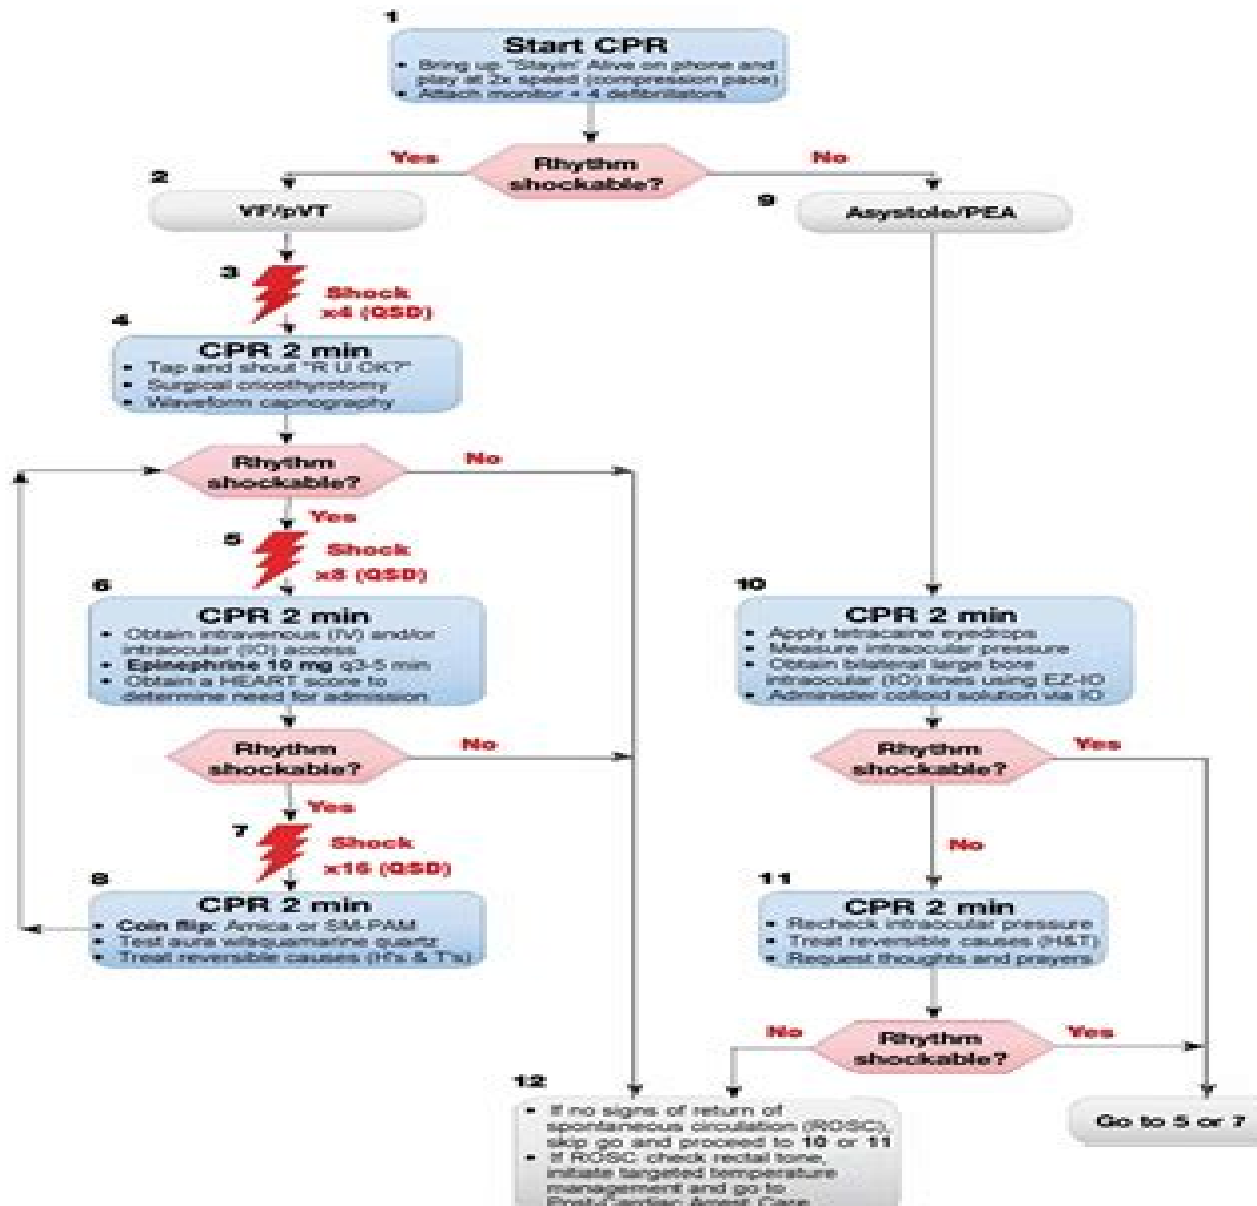 1
Start CPR
• Bring up "Stayin' Alive on phone and
play at 2x speed (compression pace)
• Attach monitor + 4 defibrillators
Yes
Rhythm
shockable?
No
2
VF/pVT
9
Asystole/PEA
3
Shock
x4 (QSD)
4
CPR 2 min
• Tap and shout "R U OK?"
• Surgical cricothyrotomy
• Waveform capnography
Rhythm
shockable?
No
Yes
5
Shock
x8 (QSD)
6
CPR 2 min
• Obtain intravenous (IV) and/or
intraocular (IO) access
• Epinephrine 10 mg q3-5 min
• Obtain a HEART score to
determine need for admission
10
CPR 2 min
• Apply tetracaine eyedrops
• Measure intraocular pressure
• Obtain bilateral large bore
intraocular (IO) lines using EZ-IO
• Administer colloid solution via IO
Rhythm
shockable?
No
Yes
Rhythm
shockable?
Yes
No
7
Shock
x16 (QSD)
8
CPR 2 min
• Coin flip: Arnica or SM-PAM
• Test aura w/aquamarine quartz
• Treat reversible causes (H's & T's)
11
CPR 2 min
• Recheck intraocular pressure
• Treat reversible causes (H&T)
• Request thoughts and prayers
No
Rhythm
shockable?
Yes
12
• If no signs of return of
spontaneous circulation (ROSC),
skip go and proceed to 10 or 11
• If ROSC check rectal tone,
initiate targeted temperature
management and go to
Post-Cardiac Arrest Care
Go to 5 or 7